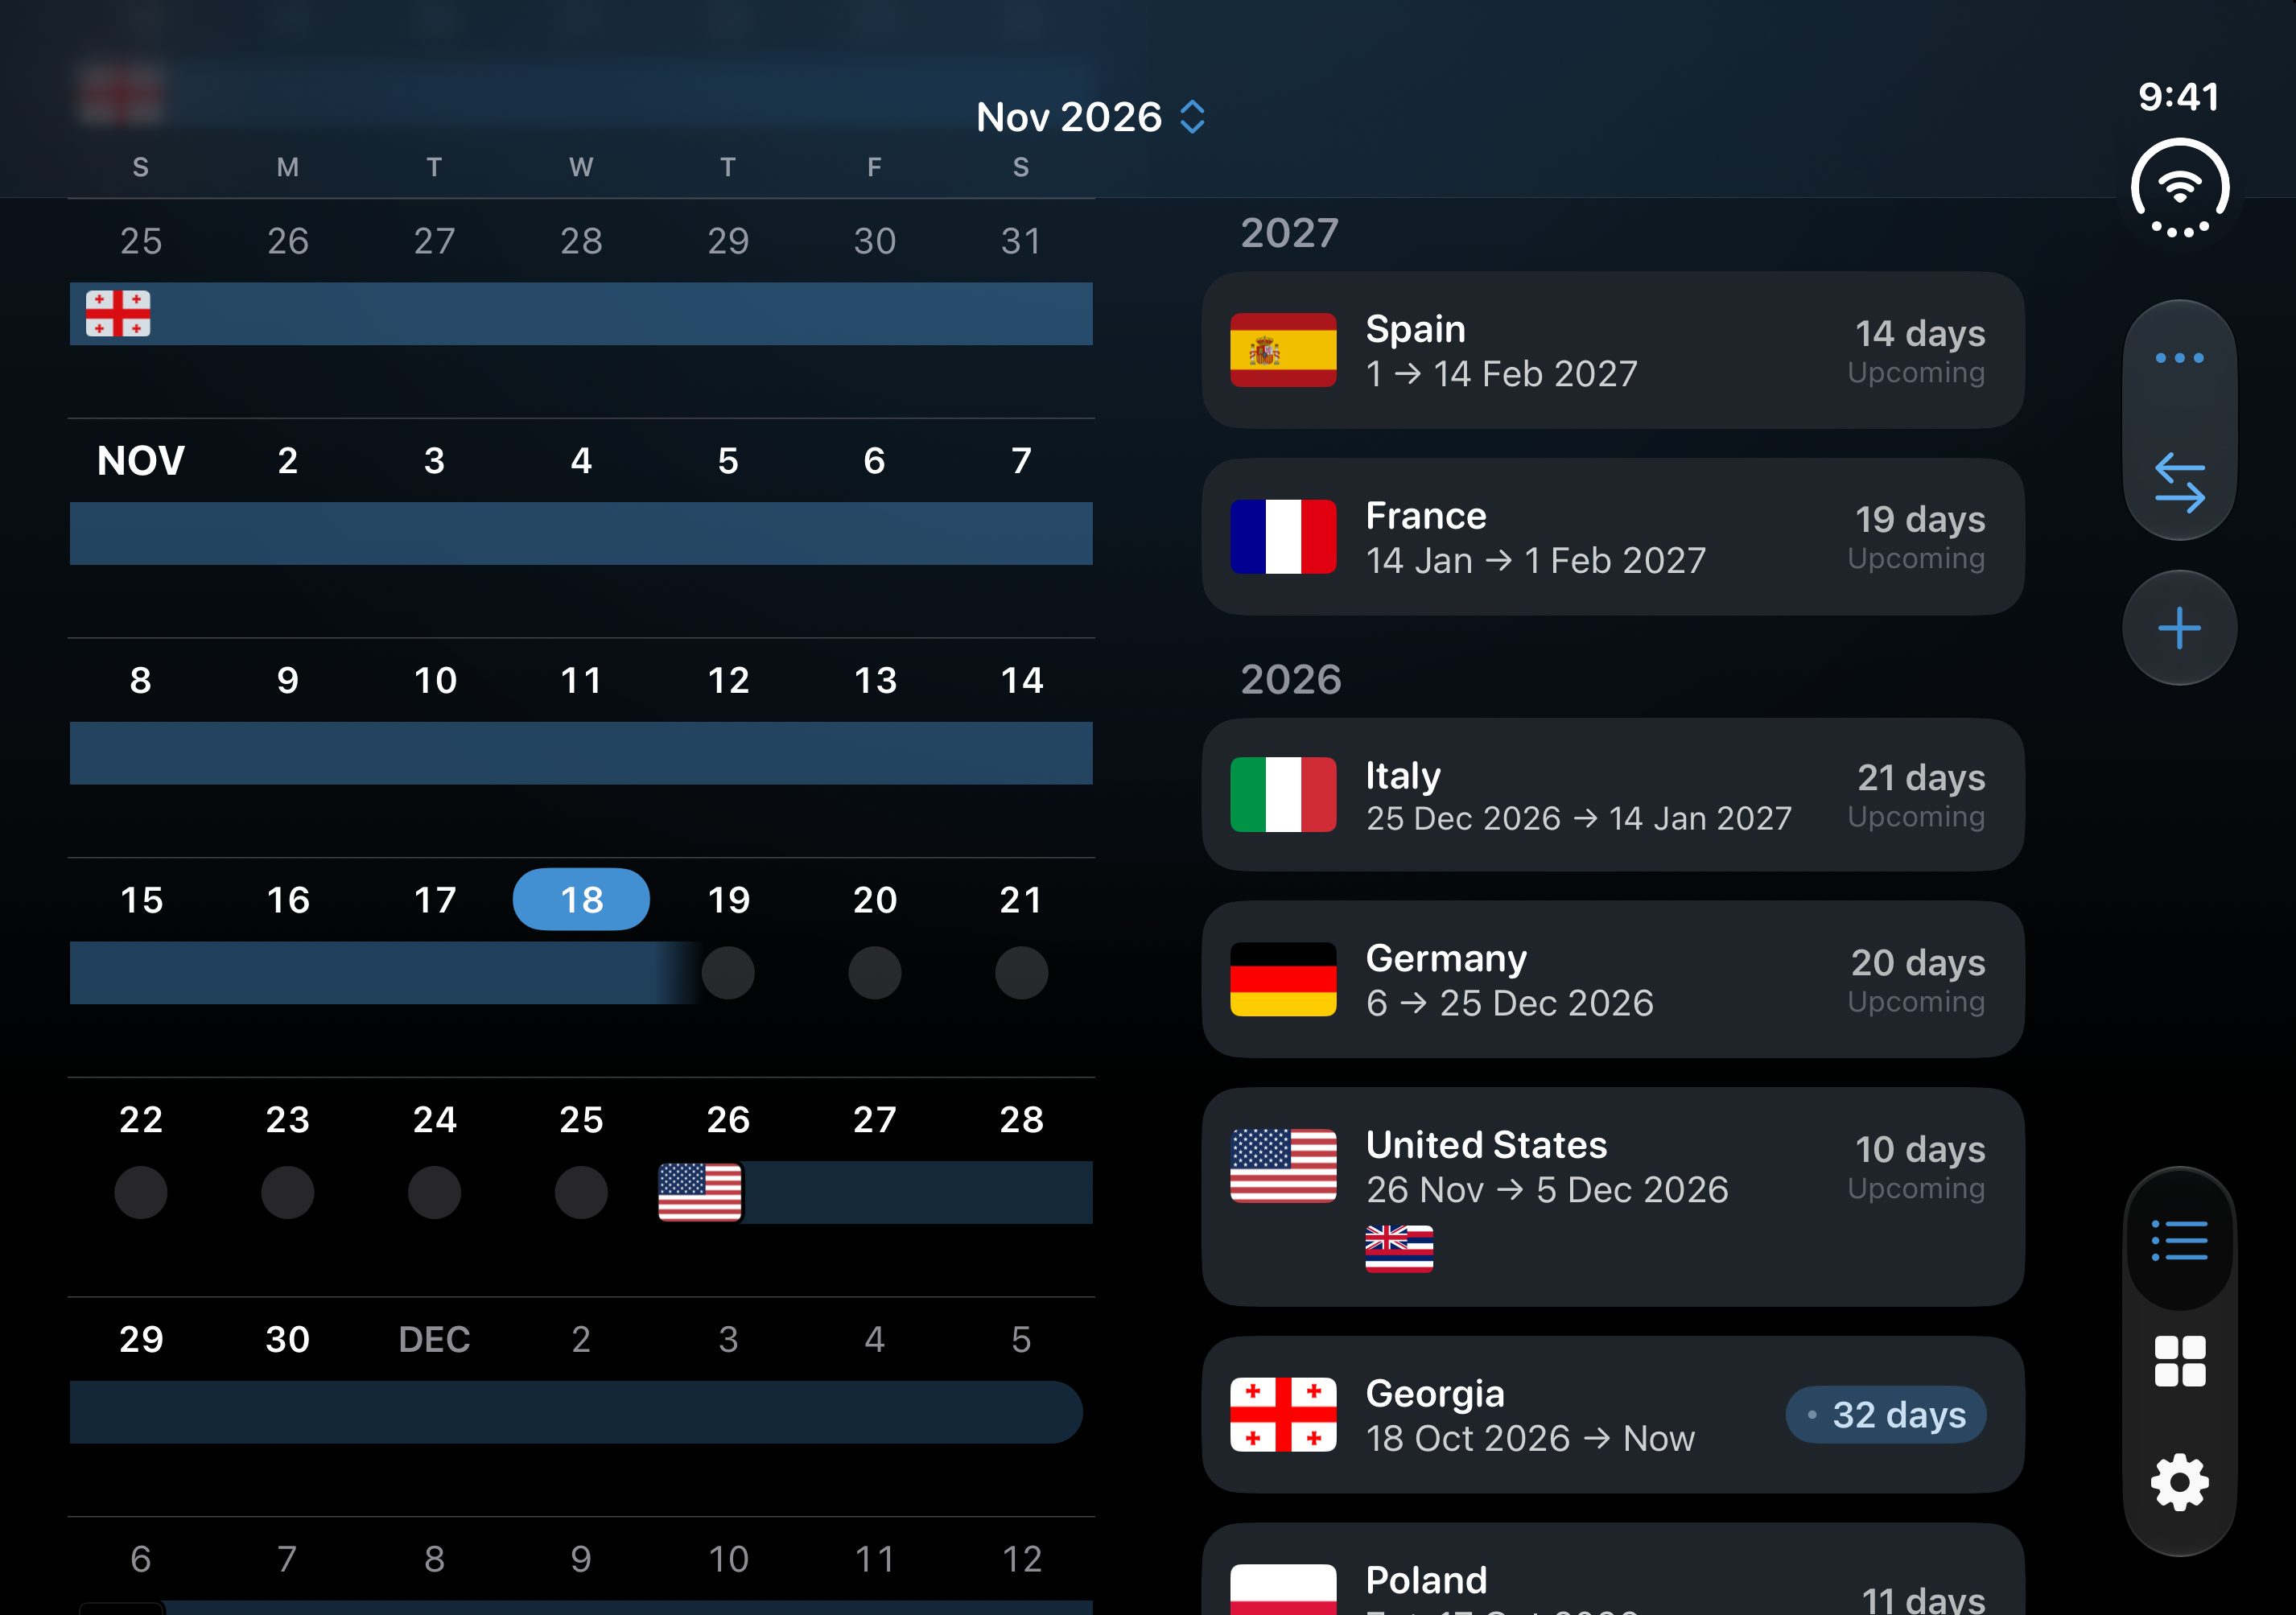 Nov 2026
9:41
S M T W T F S
25 26 27 28 29 30 31
NOV 2 3 4 5 6 7
8 9 10 11 12 13 14
15 16 17 18 19 20 21
22 23 24 25 26 27 28
29 30 DEC 2 3 4 5
6 7 8 9 10 11 12
2027
Spain
1 → 14 Feb 2027
14 days
Upcoming
France
14 Jan → 1 Feb 2027
19 days
Upcoming
2026
Italy
25 Dec 2026 → 14 Jan 2027
21 days
Upcoming
Germany
6 → 25 Dec 2026
20 days
Upcoming
United States
26 Nov → 5 Dec 2026
10 days
Upcoming
Georgia
18 Oct 2026 → Now
• 32 days
Poland
11 days